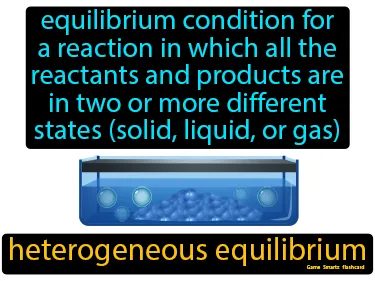 equilibrium condition for
a reaction in which all the
reactants and products are
in two or more different
states (solid, liquid, or gas)
heterogeneous equilibrium
Game Smartz flashcard